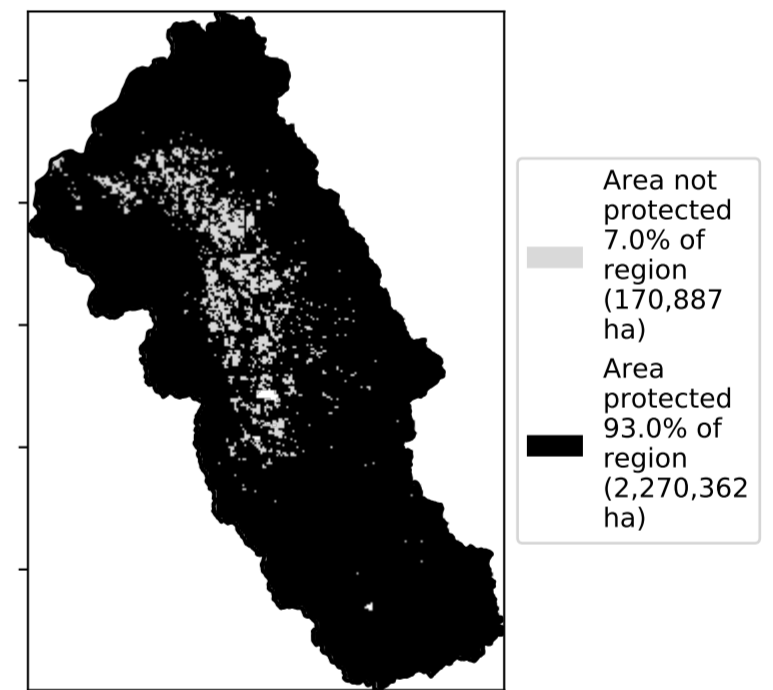 Area not
protected
7.0% of
region
(170,887
ha)
Area
protected
93.0% of
region
(2,270,362
ha)